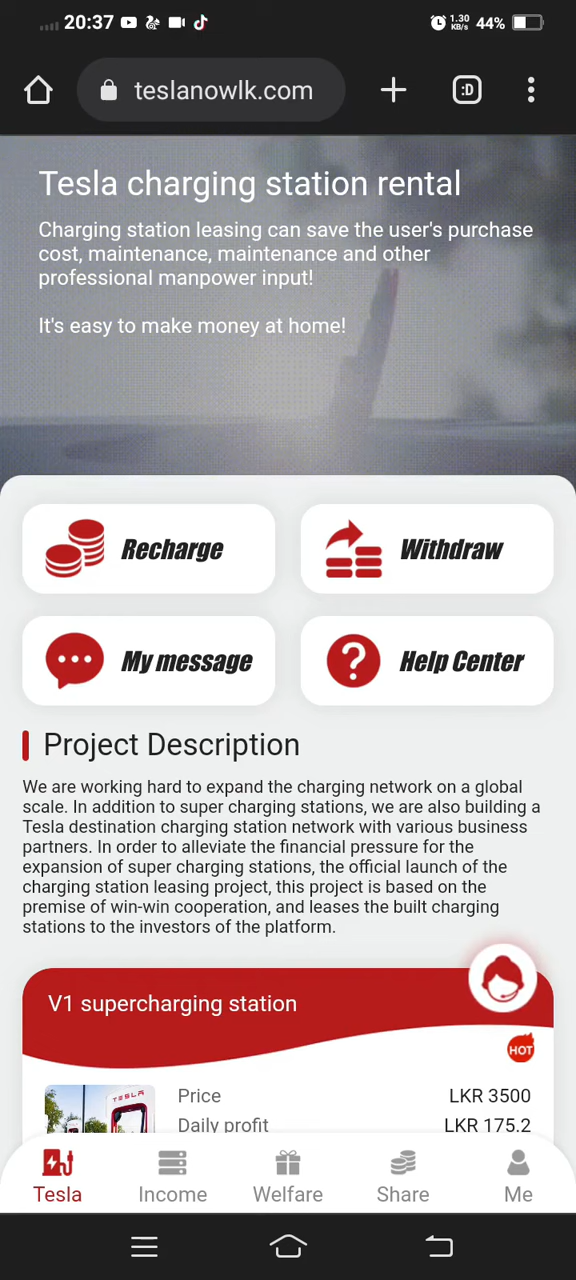 20:37
1.30
KB/s
44%
teslanowlk.com
:D
Tesla charging station rental
Charging station leasing can save the user's purchase
cost, maintenance, maintenance and other
professional manpower input!
It's easy to make money at home!
Recharge
Withdraw
My message
Help Center
Project Description
We are working hard to expand the charging network on a global
scale. In addition to super charging stations, we are also building a
Tesla destination charging station network with various business
partners. In order to alleviate the financial pressure for the
expansion of super charging stations, the official launch of the
charging station leasing project, this project is based on the
premise of win-win cooperation, and leases the built charging
stations to the investors of the platform.
V1 supercharging station
HOT
TESLA
Price LKR 3500
Daily profit LKR 175.2
Tesla Income Welfare Share Me